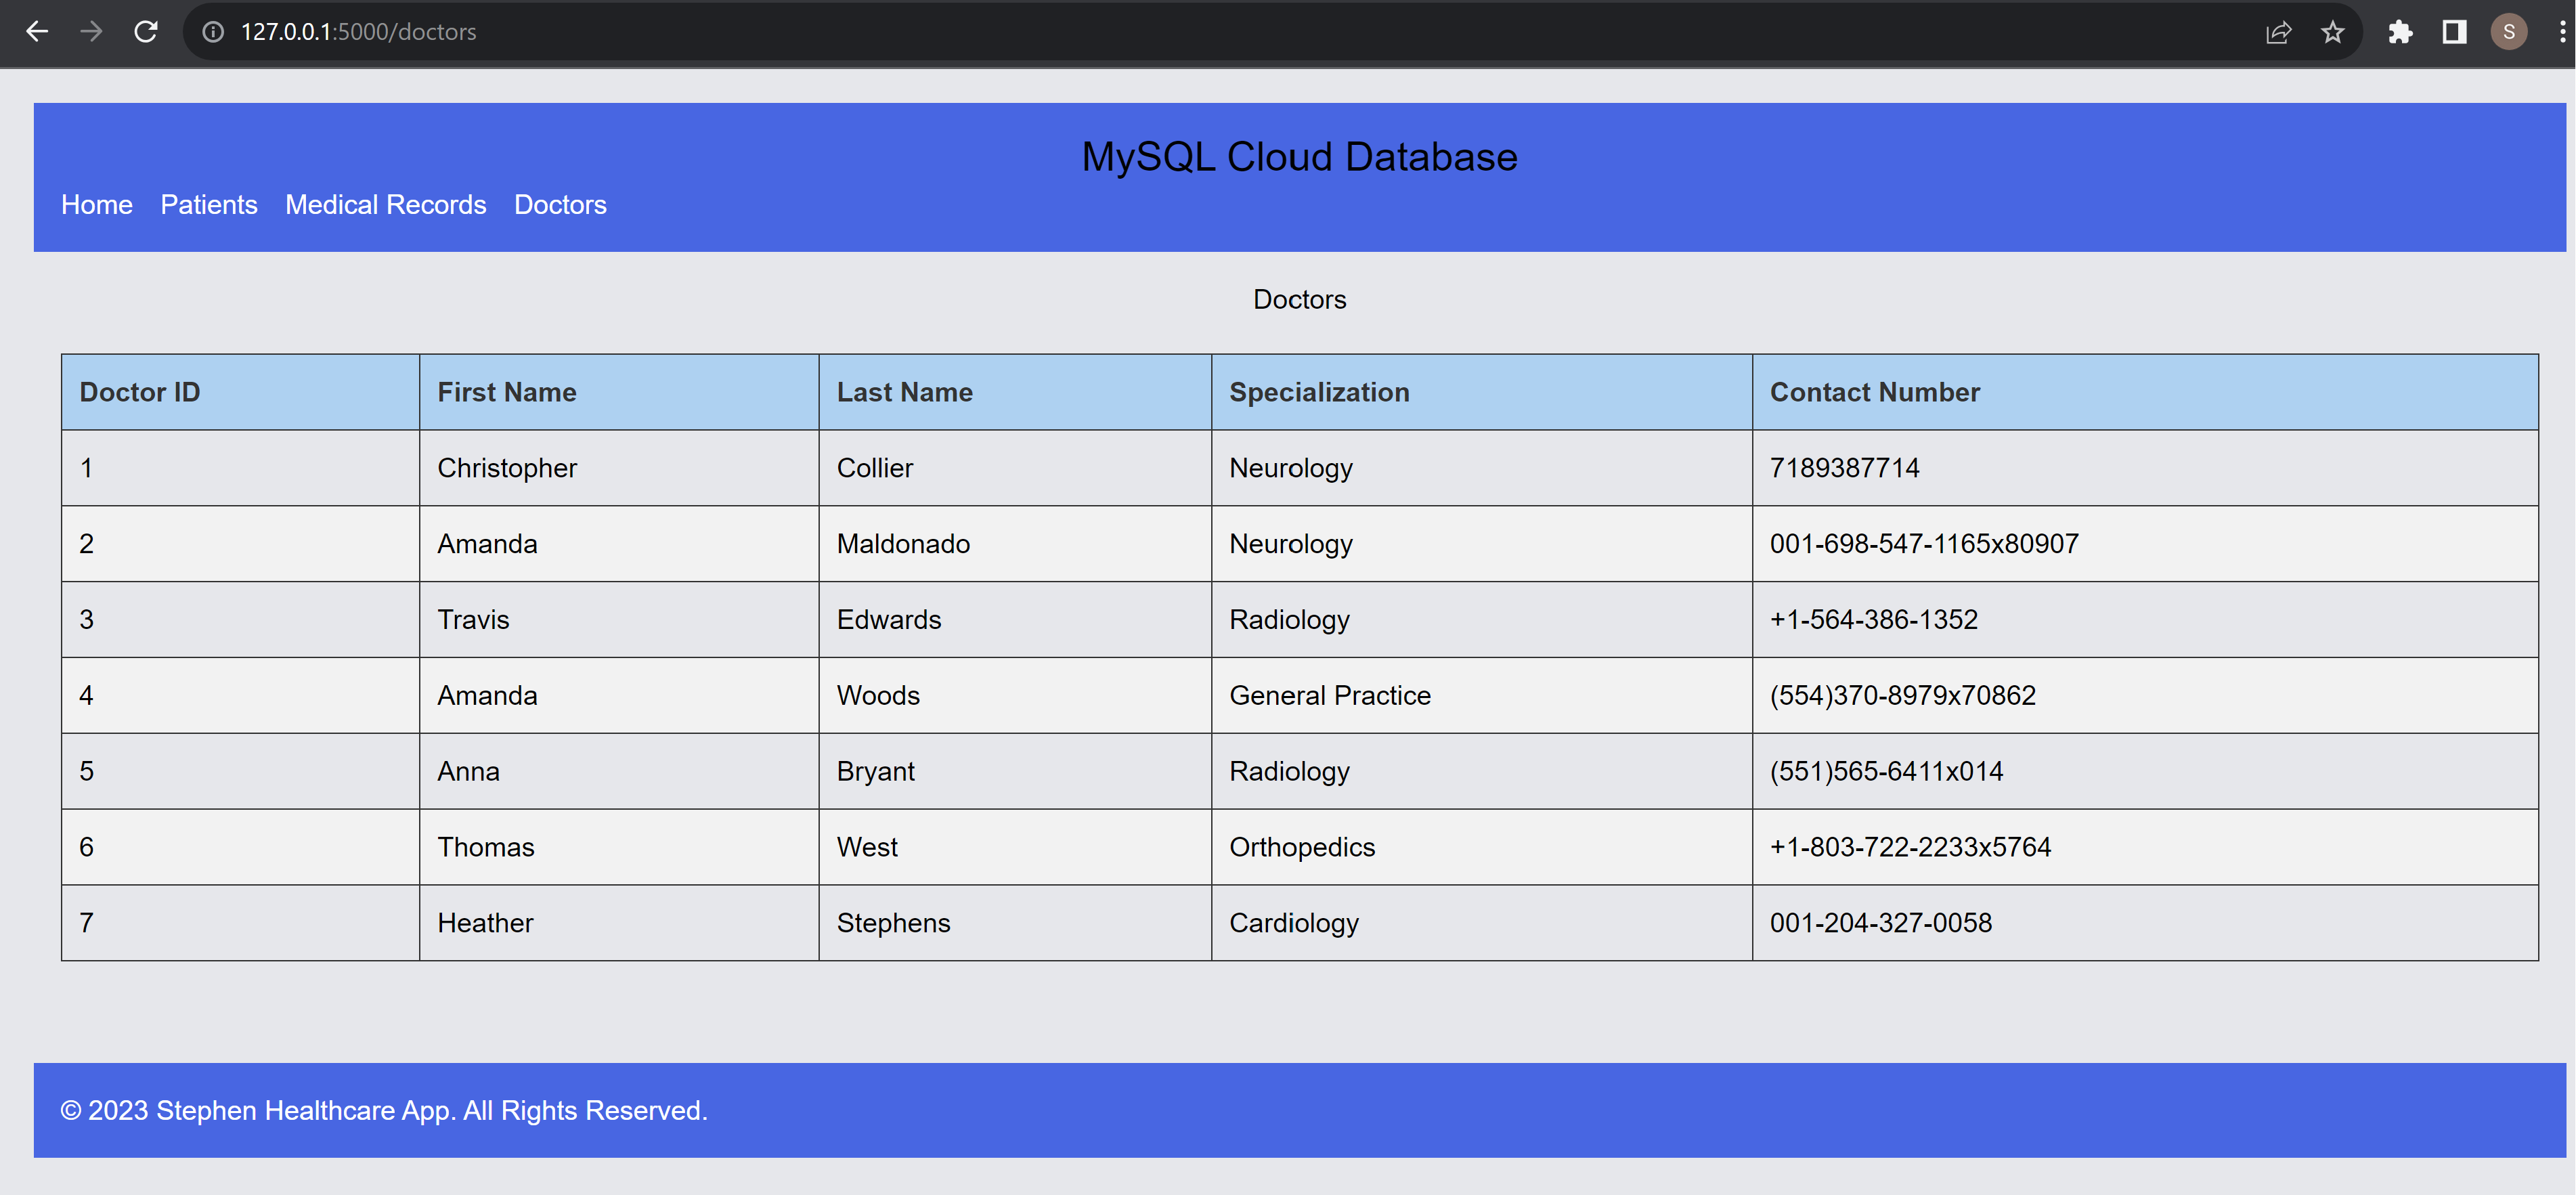 127.0.0.1:5000/doctors
S
MySQL Cloud Database
Home Patients Medical Records Doctors
Doctors
Doctor ID First Name Last Name Specialization Contact Number
1 Christopher Collier Neurology 7189387714
2 Amanda Maldonado Neurology 001-698-547-1165x80907
3 Travis Edwards Radiology +1-564-386-1352
4 Amanda Woods General Practice (554)370-8979x70862
5 Anna Bryant Radiology (551)565-6411x014
6 Thomas West Orthopedics +1-803-722-2233x5764
7 Heather Stephens Cardiology 001-204-327-0058
© 2023 Stephen Healthcare App. All Rights Reserved.